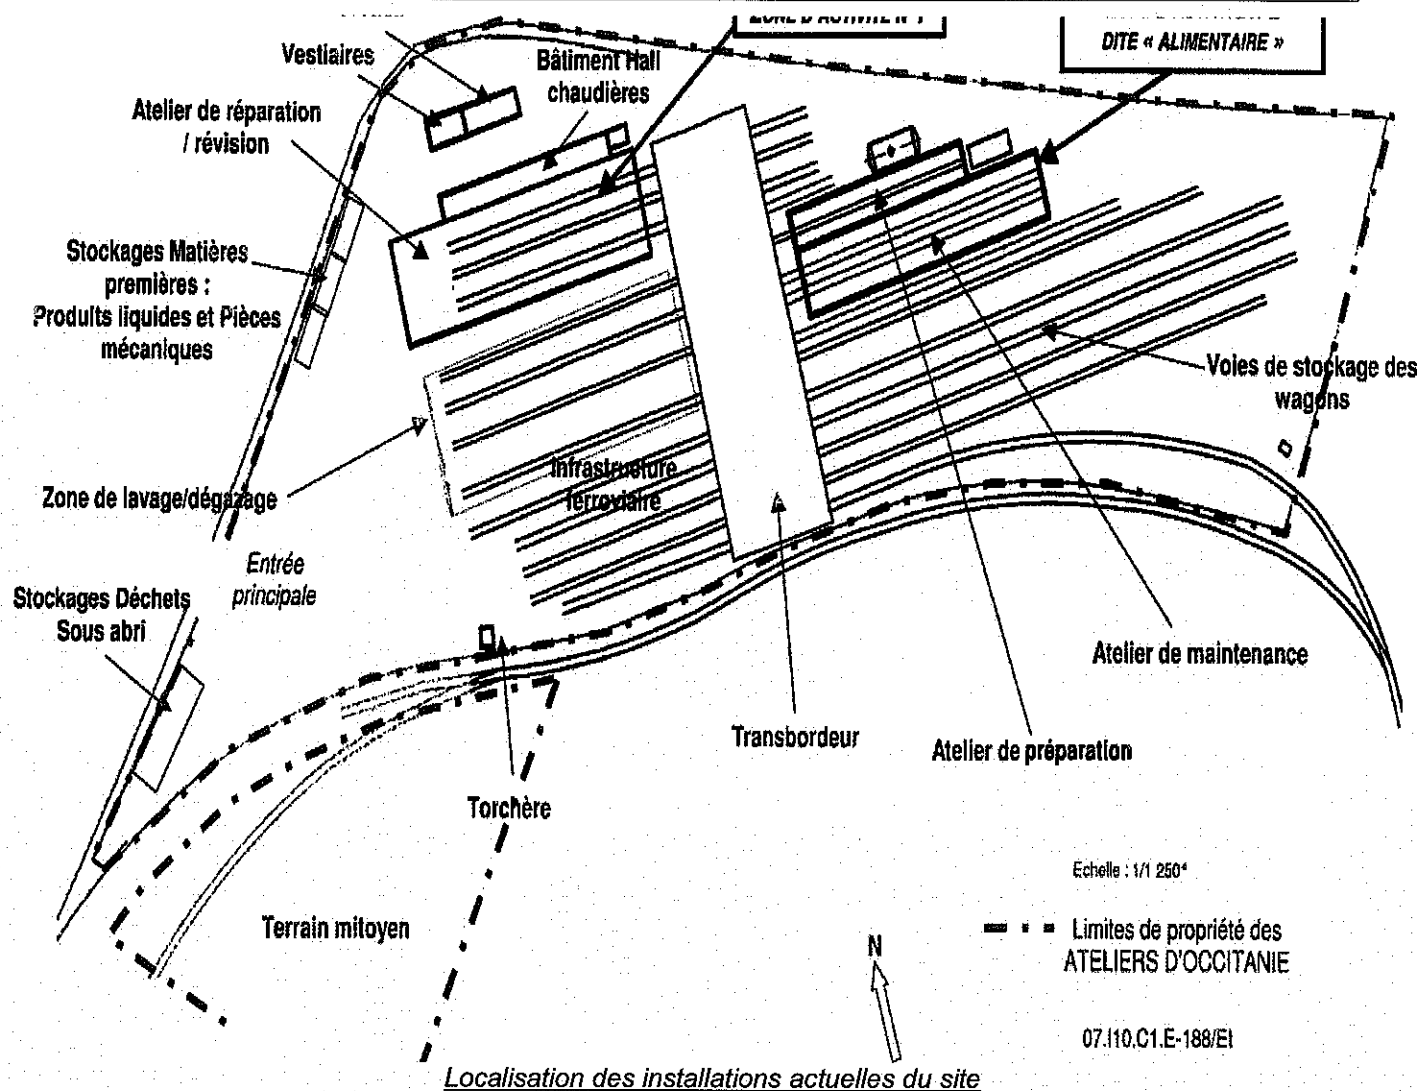 ZONE D'ACTIVITE N°1
DITE « ALIMENTAIRE »
Vestiaires
Bâtiment Hall
chaudières
Atelier de réparation
/ révision
Stockages Matières
premières :
Produits liquides et Pièces
mécaniques
Voies de stockage des
wagons
Infrastructure
ferroviaire
Zone de lavage/dégazage
Entrée
principale
Stockages Déchets
Sous abri
Atelier de maintenance
Transbordeur
Atelier de préparation
Torchère
Echelle : 1/1 250°
Terrain mitoyen
N
Limites de propriété des
ATELIERS D'OCCITANIE
07.I10.C1.E-188/EI
Localisation des installations actuelles du site